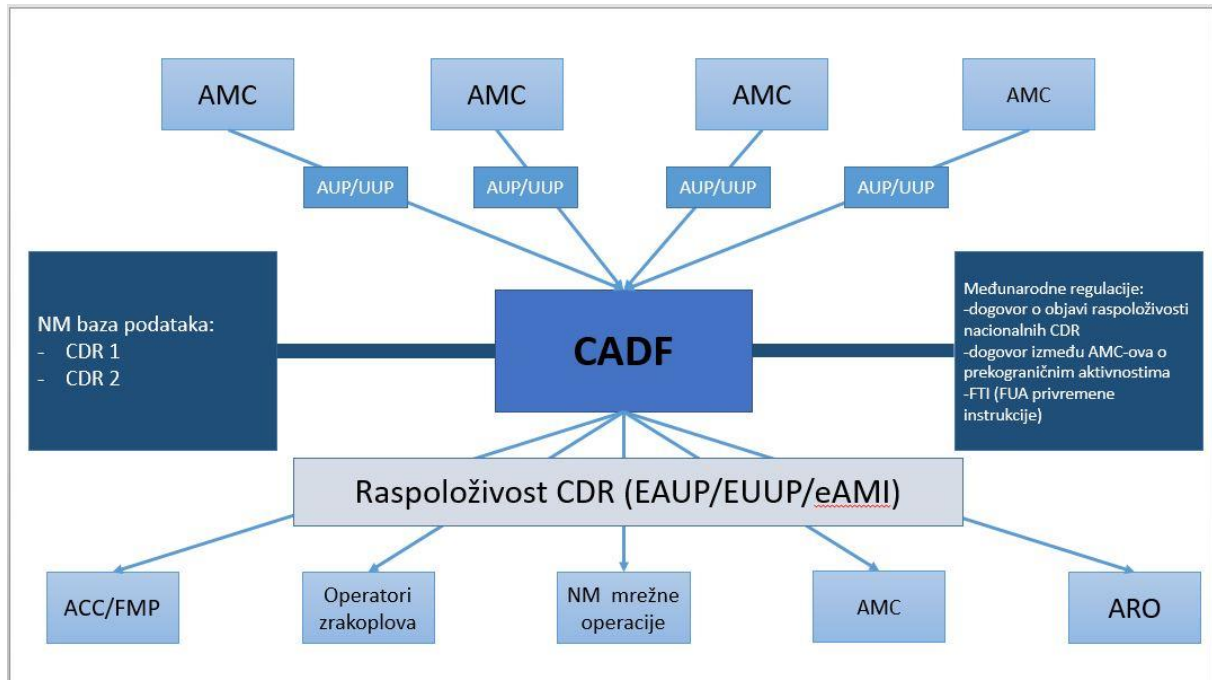 AMC
AMC
AMC
AMC
AUP/UUP
AUP/UUP
AUP/UUP
AUP/UUP
NM baza podataka:
- CDR 1
- CDR 2
CADF
Međunarodne regulacije:
-dogovor o objavi raspoloživosti
nacionalnih CDR
-dogovor između AMC-ova o
prekograničnim aktivnostima
-FTI (FUA privremene
instrukcije)
Raspoloživost CDR (EAUP/EUUP/eAMI)
ACC/FMP
Operatori
zrakoplova
NM mrežne
operacije
AMC
ARO